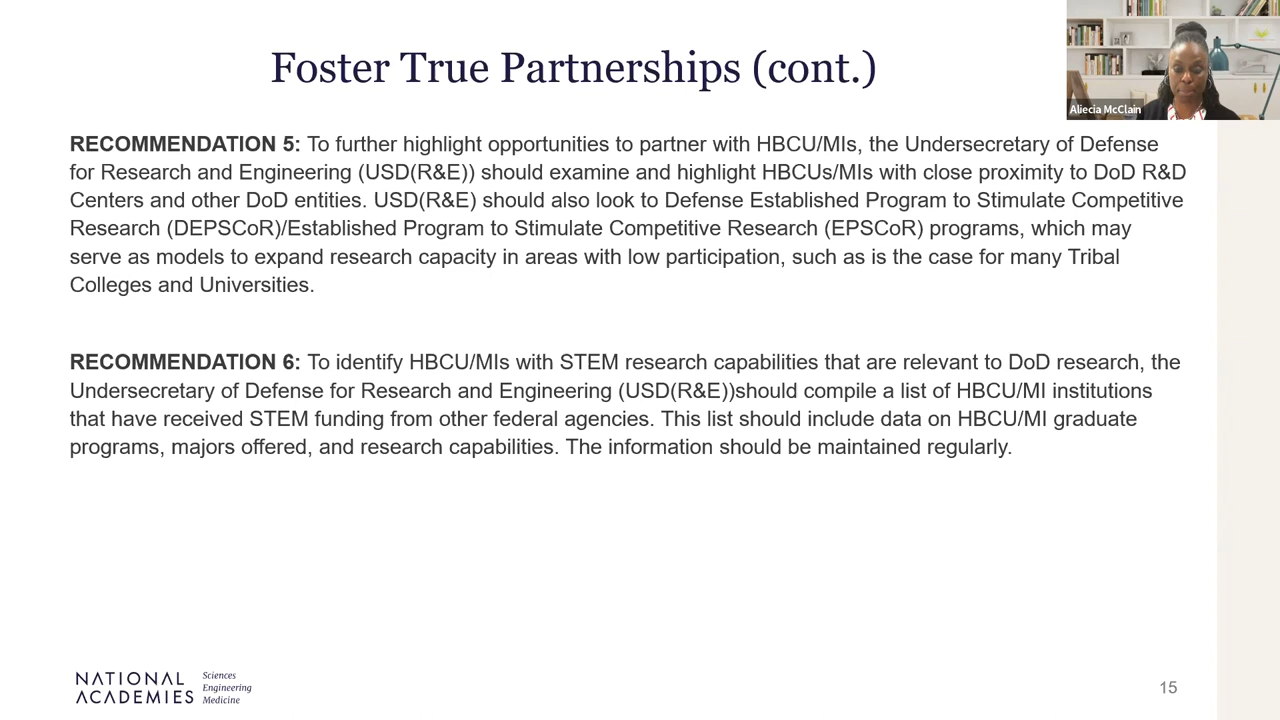 Foster True Partnerships (cont.)
Aliecia McClain
RECOMMENDATION 5: To further highlight opportunities to partner with HBCU/MIs, the Undersecretary of Defense
for Research and Engineering (USD(R&E)) should examine and highlight HBCUs/MIs with close proximity to DoD R&D
Centers and other DoD entities. USD(R&E) should also look to Defense Established Program to Stimulate Competitive
Research (DEPSCoR)/Established Program to Stimulate Competitive Research (EPSCoR) programs, which may
serve as models to expand research capacity in areas with low participation, such as is the case for many Tribal
Colleges and Universities.
RECOMMENDATION 6: To identify HBCU/MIs with STEM research capabilities that are relevant to DoD research, the
Undersecretary of Defense for Research and Engineering (USD(R&E))should compile a list of HBCU/MI institutions
that have received STEM funding from other federal agencies. This list should include data on HBCU/MI graduate
programs, majors offered, and research capabilities. The information should be maintained regularly.
NATIONAL
ACADEMIES
Sciences
Engineering
Medicine
15